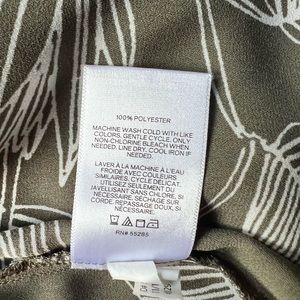 100% POLYESTER
MACHINE WASH COLD WITH LIKE
COLORS. GENTLE CYCLE. ONLY
NON-CHLORINE BLEACH WHEN
NEEDED. LINE DRY. COOL IRON IF
NEEDED.
LAVER À LA MACHINE À L'EAU
FROIDE AVEC COULEURS
SIMILAIRES. CYCLE DÉLICAT.
UTILISEZ SEULEMENT DU
JAVELLISANT SANS CHLORE, SI
NÉCESSAIRE. SÉCHAGE SUR
CORDE. REPASSAGE DOUX, SI
NÉCESSAIRE.
RN# 55285